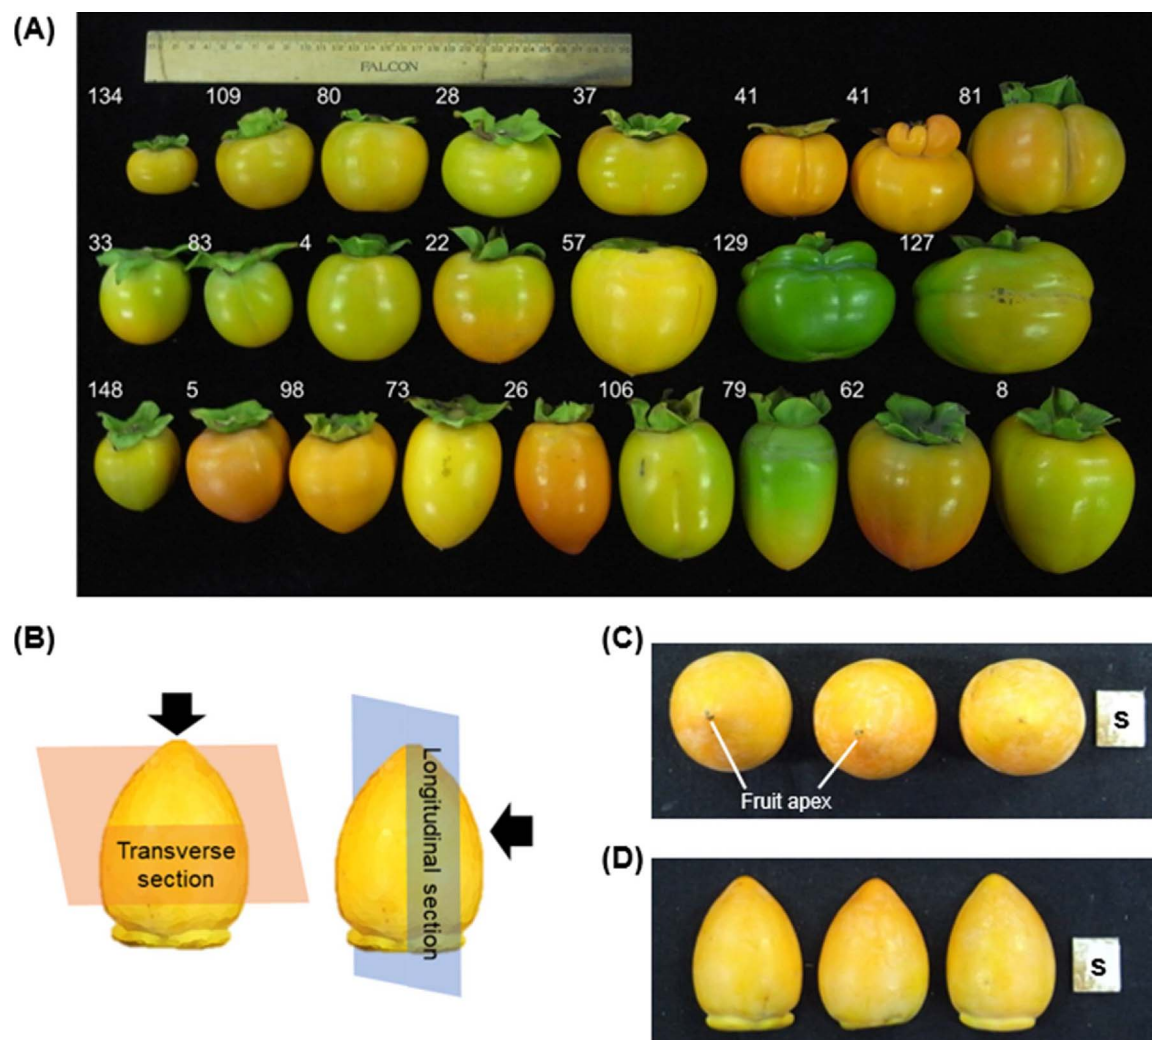 (A)
FALCON
134 109 80 28 37 41 41 81
33 83 4 22 57 129 127
148 5 98 73 26 106 79 62 8
(B)
Transverse
section
Longitudinal section
(C)
Fruit apex
S
(D)
S